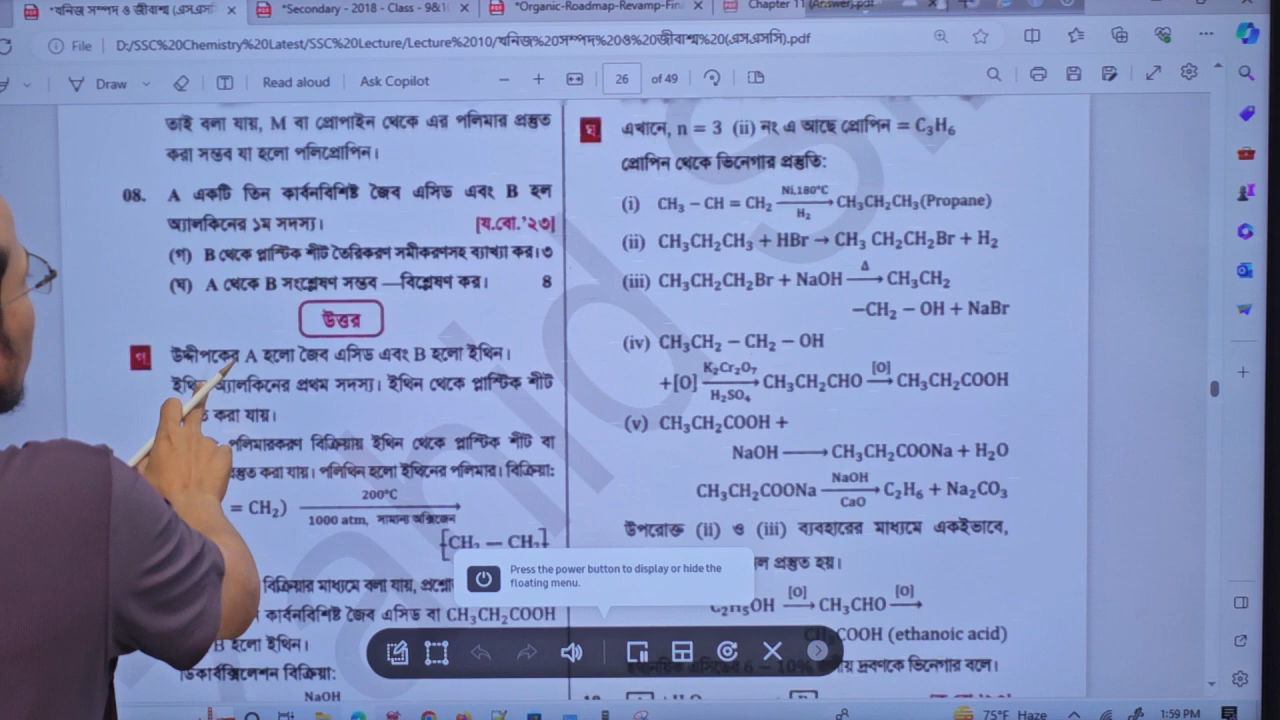 *খনিজ সম্পদ ও জীবাশ্ম (এসএসসি
*Secondary - 2018 - Class - 9&10
*Organic-Roadmap-Revamp-Fin
Chapter 11 (Answer).pdf
File D:/SSC%20Chemistry%20Latest/SSC%20Lecture/Lecture%2010/খনিজ%20সম্পদ%20ও%20জীবাশ্ম%20(এসএসসি).pdf
Draw Read aloud Ask Copilot 26 of 49
তাই বলা যায়, M বা প্রোপাইন থেকে এর পলিমার প্রস্তুত
করা সম্ভব যা হলো পলিপ্রোপিন।
08. A একটি তিন কার্বনবিশিষ্ট জৈব এসিড এবং B হল
অ্যালকিনের ১ম সদস্য। [য.বো.'২৩]
(গ) B থেকে প্লাস্টিক শীট তৈরিকরণ সমীকরণসহ ব্যাখ্যা কর। ৩
(ঘ) A থেকে B সংশ্লেষণ সম্ভব —বিশ্লেষণ কর। 8
উত্তর
গ উদ্দীপকের A হলো জৈব এসিড এবং B হলো ইথিন।
অ্যালকিনের প্রথম সদস্য। ইথিন থেকে প্লাস্টিক শীট
করা যায়।
পলিমারকরণ বিক্রিয়ায় ইথিন থেকে প্লাস্টিক শীট বা
করা যায়। পলিথিন হলো ইথিনের পলিমার। বিক্রিয়া:
= CH₂) 200°C
1000 atm, সামান্য অক্সিজেন
[CH₂ – CH₂]
বিক্রিয়ার মাধ্যমে বলা যায়,
কার্বনবিশিষ্ট জৈব এসিড বা CH₃CH₂COOH
B হলো ইথিন।
ডিকার্বক্সিলেশন বিক্রিয়া:
NaOH
ঘ এখানে, n = 3 (ii) নং এ আছে প্রোপিন = C₃H₆
প্রোপিন থেকে ভিনেগার প্রস্তুতি:
(i) CH₃ – CH = CH₂ Ni,180°C → H₂ CH₃CH₂CH₃(Propane)
(ii) CH₃CH₂CH₃ + HBr → CH₃ CH₂CH₂Br + H₂
(iii) CH₃CH₂CH₂Br + NaOH Δ → CH₃CH₂
–CH₂ – OH + NaBr
(iv) CH₃CH₂ – CH₂ – OH
+[O] K₂Cr₂O₇ → H₂SO₄ CH₃CH₂CHO [O] → CH₃CH₂COOH
(v) CH₃CH₂COOH +
NaOH ⟶ CH₃CH₂COONa + H₂O
CH₃CH₂COONa NaOH → CaO C₂H₆ + Na₂CO₃
উপরোক্ত (ii) ও (iii) ব্যবহারের মাধ্যমে একইভাবে,
প্রস্তুত হয়।
C₂H₅OH [O] → CH₃CHO [O] →
CH₃COOH (ethanoic acid)
6 – 10% জলীয় দ্রবণকে ভিনেগার বলে।
Press the power button to display or hide the
floating menu.
75°F Haze 1:59 PM